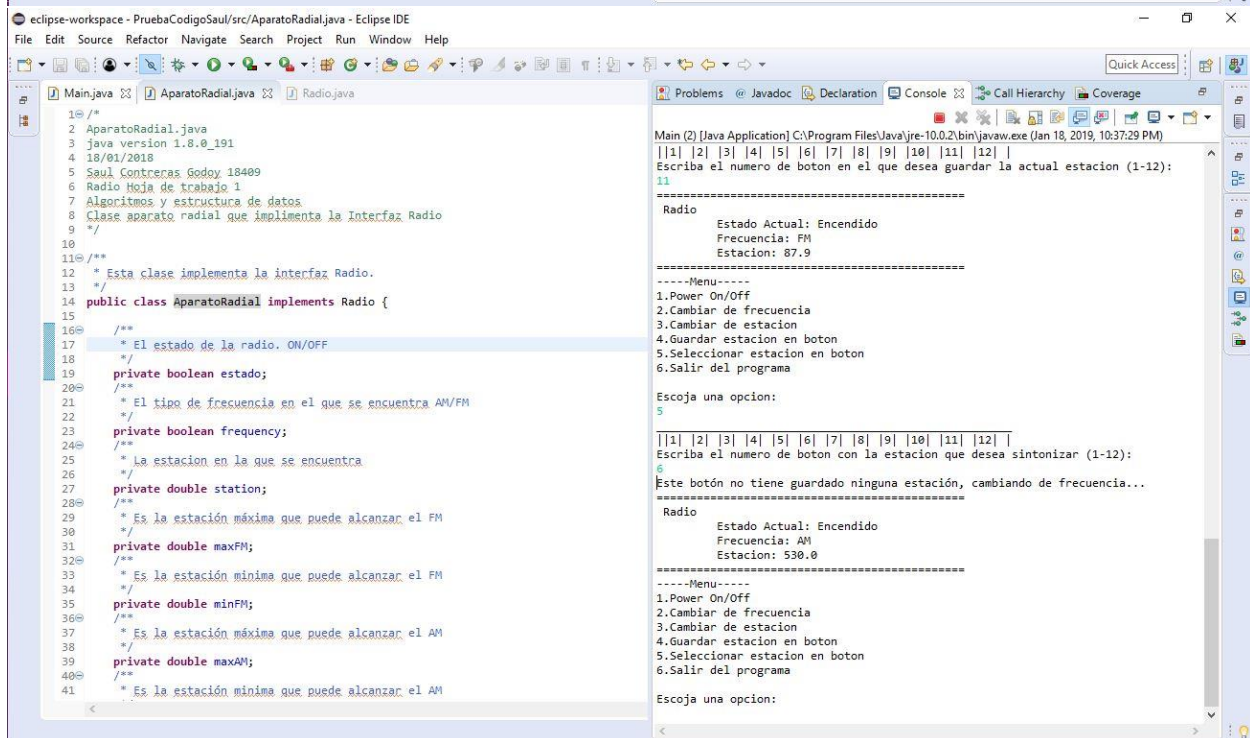 eclipse-workspace - PruebaCodigoSaul/src/AparatoRadial.java - Eclipse IDE
File Edit Source Refactor Navigate Search Project Run Window Help
Quick Access
Main.java AparatoRadial.java Radio.java
1 /*
2 AparatoRadial.java
3 java version 1.8.0_191
4 18/01/2018
5 Saul Contreras Godoy 18409
6 Radio Hoja de trabajo 1
7 Algoritmos y estructura de datos
8 Clase aparato radial que implimenta la Interfaz Radio
9 */
10
11 /**
12 * Esta clase implementa la interfaz Radio.
13 */
14 public class AparatoRadial implements Radio {
15
16 /**
17 * El estado de la radio. ON/OFF
18 */
19 private boolean estado;
20 /**
21 * El tipo de frecuencia en el que se encuentra AM/FM
22 */
23 private boolean frequency;
24 /**
25 * La estacion en la que se encuentra
26 */
27 private double station;
28 /**
29 * Es la estación máxima que puede alcanzar el FM
30 */
31 private double maxFM;
32 /**
33 * Es la estación minima que puede alcanzar el FM
34 */
35 private double minFM;
36 /**
37 * Es la estación máxima que puede alcanzar el AM
38 */
39 private double maxAM;
40 /**
41 * Es la estación minima que puede alcanzar el AM
Problems @ Javadoc Declaration Console Call Hierarchy Coverage
Main (2) [Java Application] C:\Program Files\Java\jre-10.0.2\bin\javaw.exe (Jan 18, 2019, 10:37:29 PM)
||1| |2| |3| |4| |5| |6| |7| |8| |9| |10| |11| |12| |
Escriba el numero de boton en el que desea guardar la actual estacion (1-12):
11
==============================================
Radio
Estado Actual: Encendido
Frecuencia: FM
Estacion: 87.9
==============================================
-----Menu-----
1.Power On/Off
2.Cambiar de frecuencia
3.Cambiar de estacion
4.Guardar estacion en boton
5.Seleccionar estacion en boton
6.Salir del programa
Escoja una opcion:
5
_____________________________________________________
||1| |2| |3| |4| |5| |6| |7| |8| |9| |10| |11| |12| |
Escriba el numero de boton con la estacion que desea sintonizar (1-12):
6
Este botón no tiene guardado ninguna estación, cambiando de frecuencia...
==============================================
Radio
Estado Actual: Encendido
Frecuencia: AM
Estacion: 530.0
==============================================
-----Menu-----
1.Power On/Off
2.Cambiar de frecuencia
3.Cambiar de estacion
4.Guardar estacion en boton
5.Seleccionar estacion en boton
6.Salir del programa
Escoja una opcion: